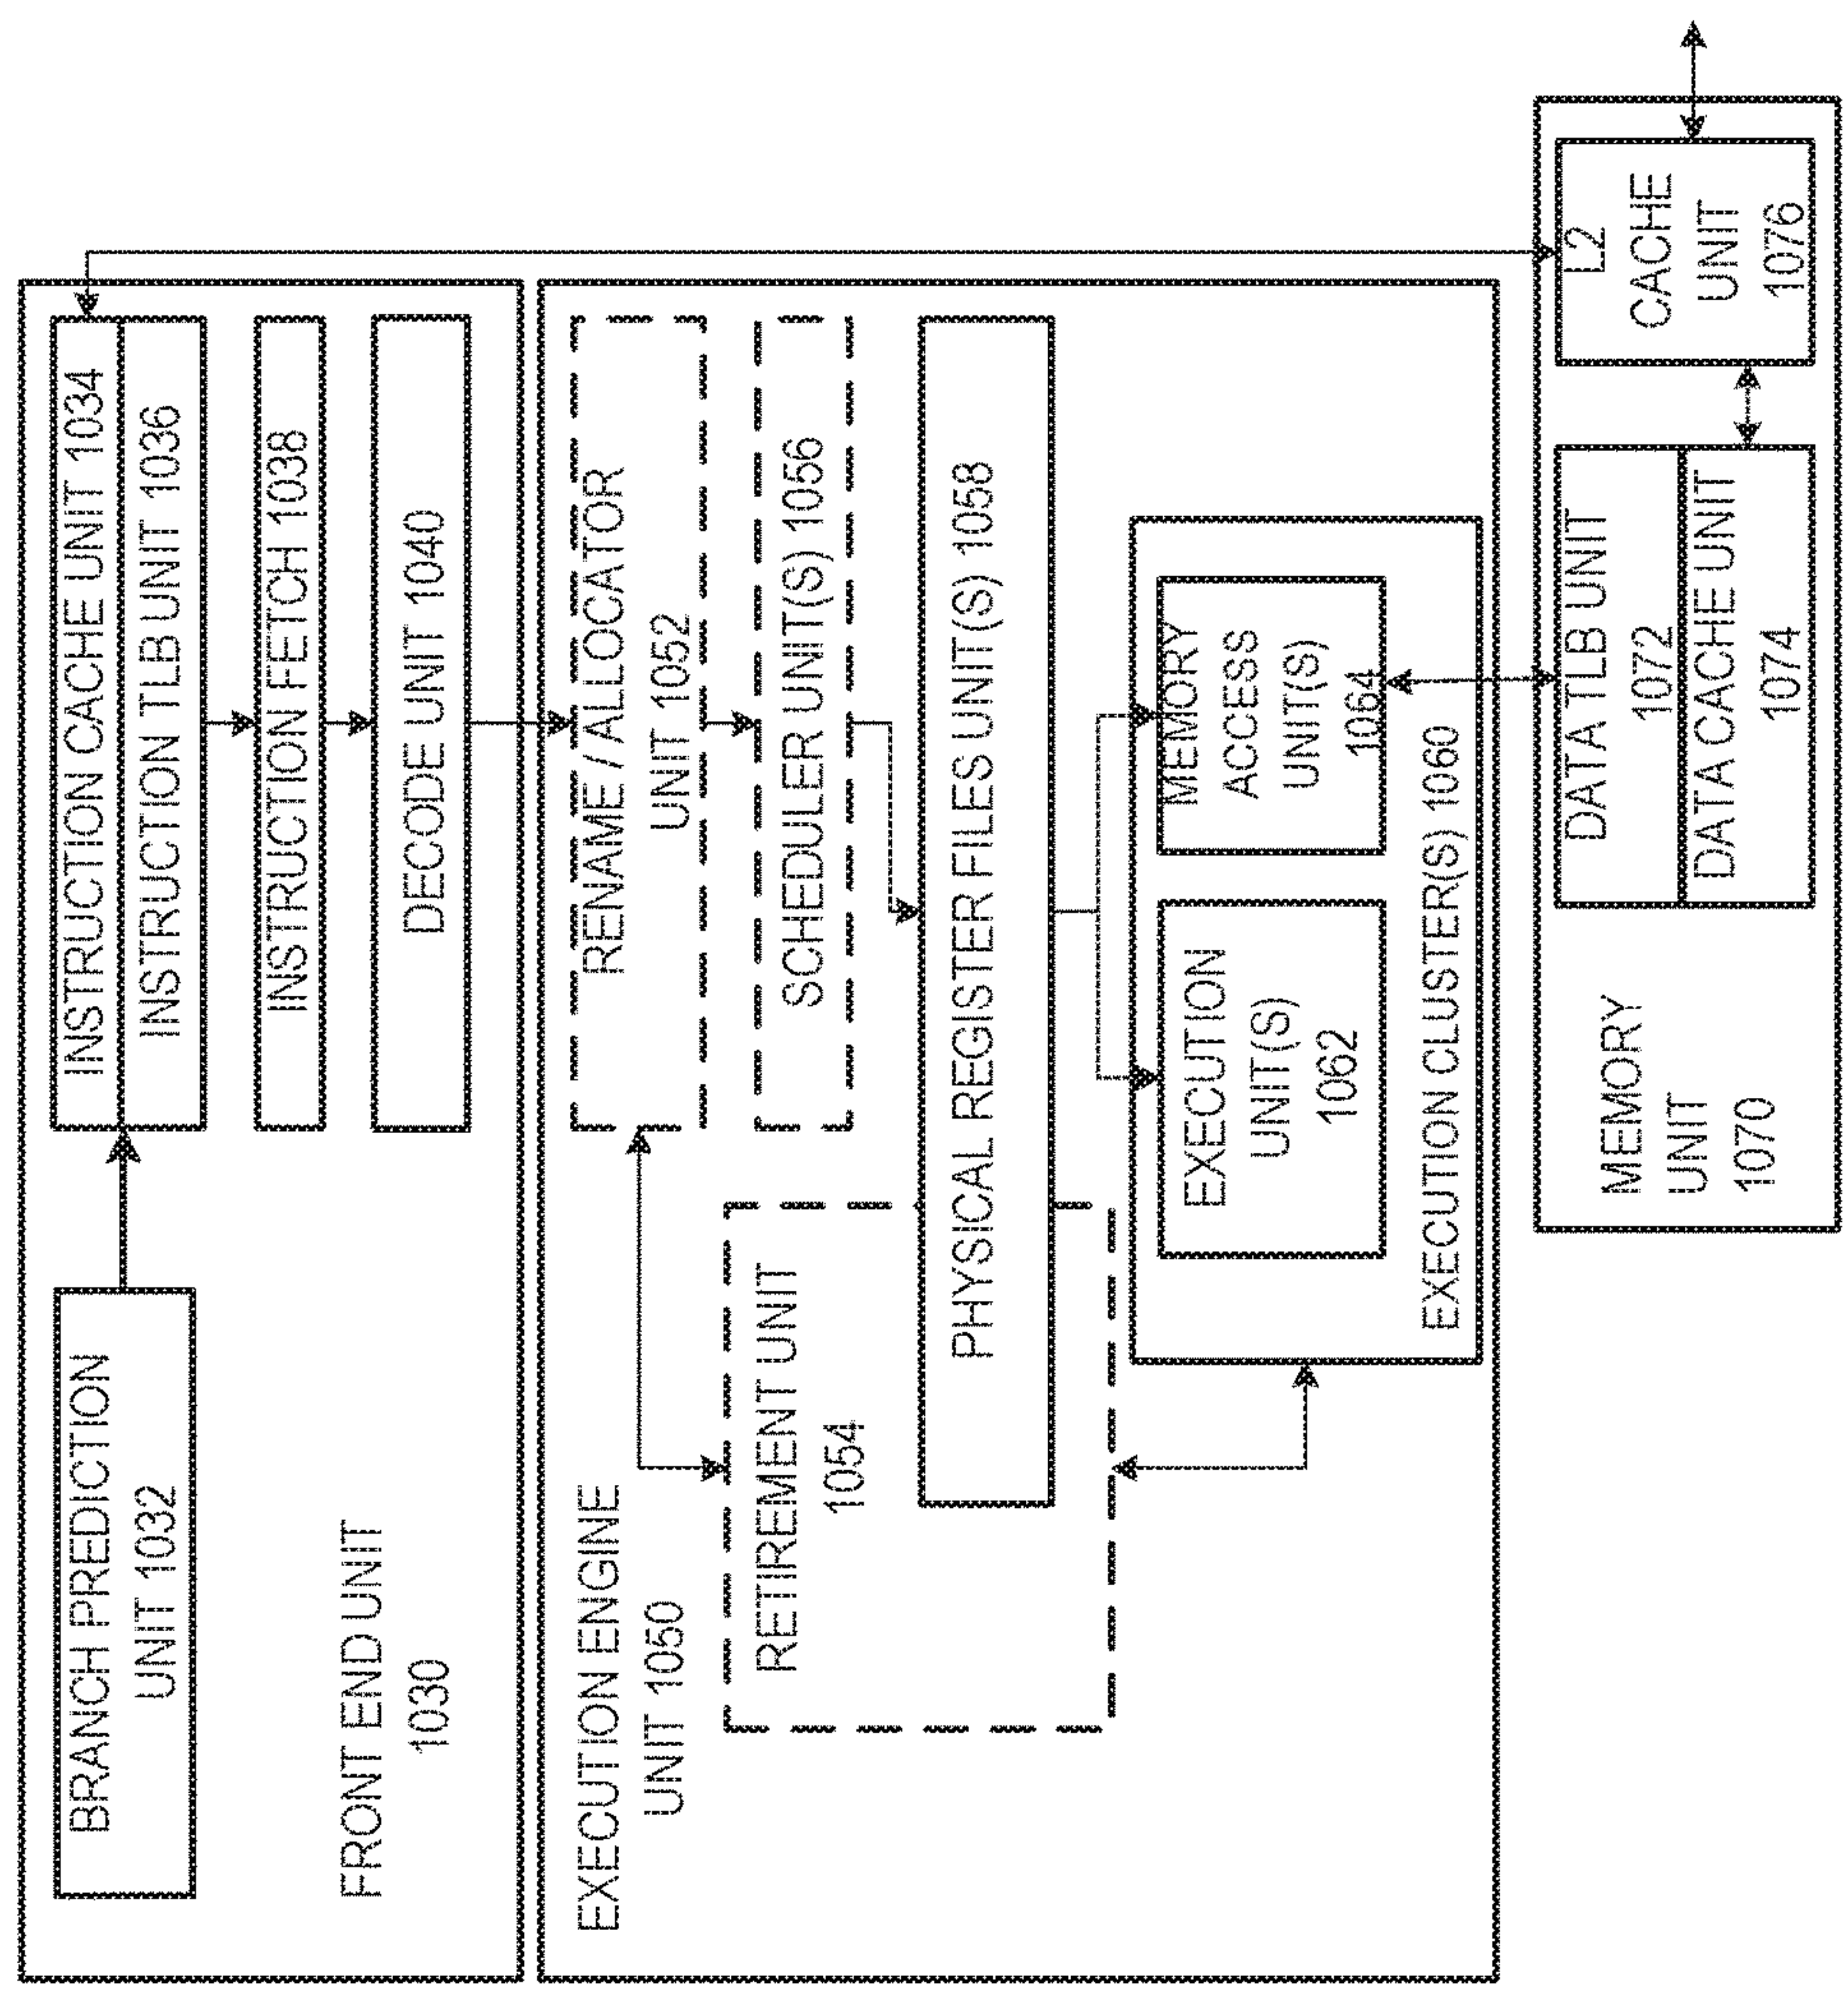 BRANCH PREDICTION
UNIT 1032
INSTRUCTION CACHE UNIT 1034
INSTRUCTION TLB UNIT 1036
INSTRUCTION FETCH 1038
FRONT END UNIT
1030
DECODE UNIT 1040
EXECUTION ENGINE
UNIT 1050
RENAME / ALLOCATOR
UNIT 1052
RETIREMENT UNIT
1054
SCHEDULER UNIT(S) 1056
PHYSICAL REGISTER FILES UNIT(S) 1058
EXECUTION
UNIT(S)
1062
MEMORY
ACCESS
UNIT(S)
1064
EXECUTION CLUSTER(S) 1060
MEMORY
UNIT
1070
DATA TLB UNIT
1072
DATA CACHE UNIT
1074
L2
CACHE
UNIT
1076